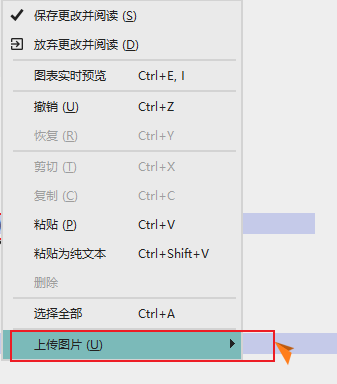 保存更改并阅读 (S)
放弃更改并阅读 (D)
图表实时预览 Ctrl+E, I
撤销 (U) Ctrl+Z
恢复 (R) Ctrl+Y
剪切 (T) Ctrl+X
复制 (C) Ctrl+C
粘贴 (P) Ctrl+V
粘贴为纯文本 Ctrl+Shift+V
删除
选择全部 Ctrl+A
上传图片 (U)